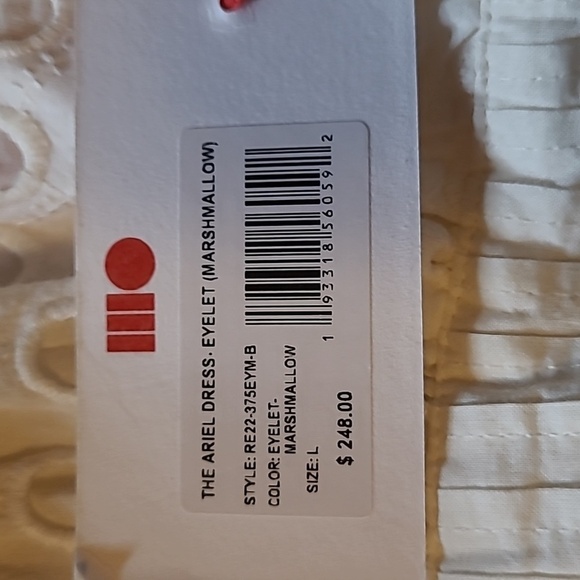 THE ARIEL DRESS- EYELET (MARSHMALLOW)
STYLE: RE22-375EYM-B
COLOR: EYELET-
MARSHMALLOW
SIZE: L
$ 248.00
1 93318 56059 2